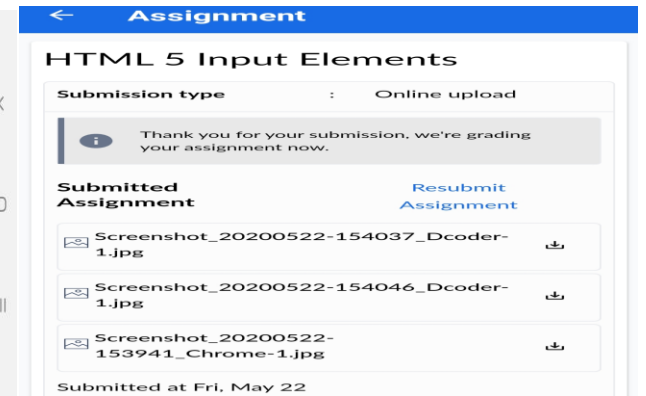 Assignment
HTML 5 Input Elements
Submission type : Online upload
Thank you for your submission, we're grading
your assignment now.
Submitted
Assignment
Resubmit
Assignment
Screenshot_20200522-154037_Dcoder-
1.jpg
Screenshot_20200522-154046_Dcoder-
1.jpg
Screenshot_20200522-
153941_Chrome-1.jpg
Submitted at Fri, May 22